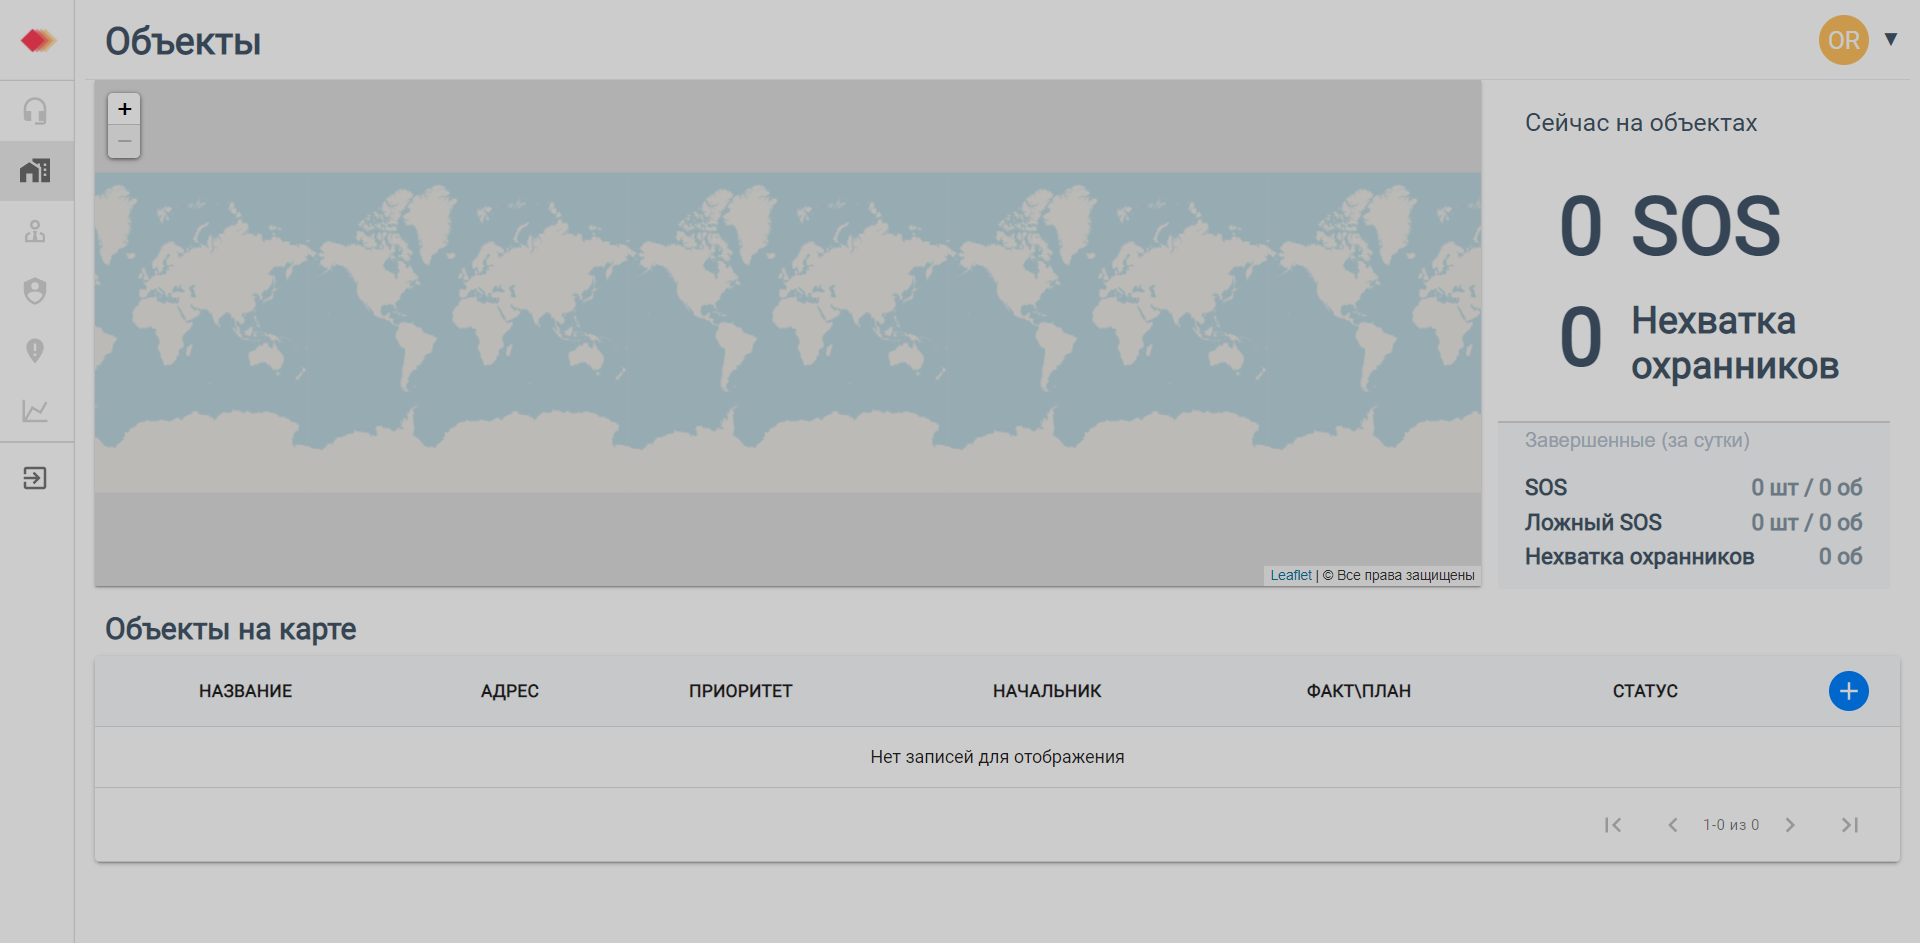 Объекты
OR ▼
+
−
Leaflet | © Все права защищены
Сейчас на объектах
0 SOS
0 Нехватка
охранников
Завершенные (за сутки)
SOS 0 шт / 0 об
Ложный SOS 0 шт / 0 об
Нехватка охранников 0 об
Объекты на карте
НАЗВАНИЕ АДРЕС ПРИОРИТЕТ НАЧАЛЬНИК ФАКТ\ПЛАН СТАТУС
Нет записей для отображения
1-0 из 0